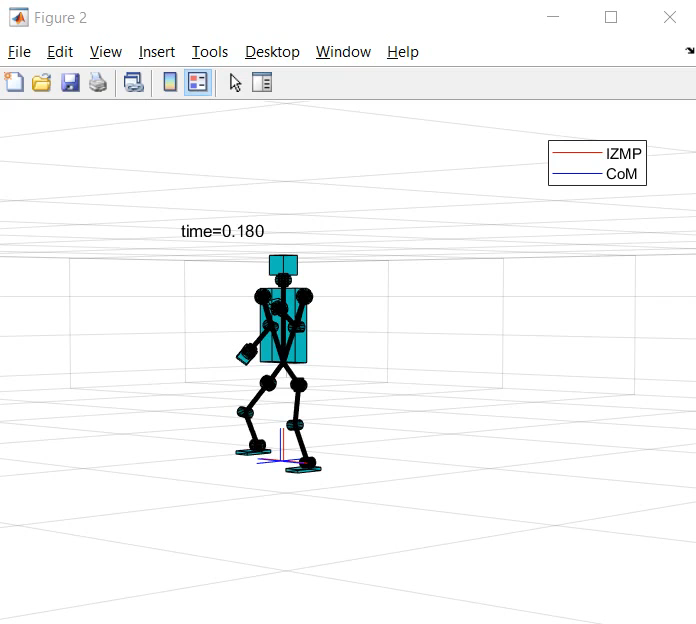 Figure 2
File Edit View Insert Tools Desktop Window Help
IZMP
CoM
time=0.180